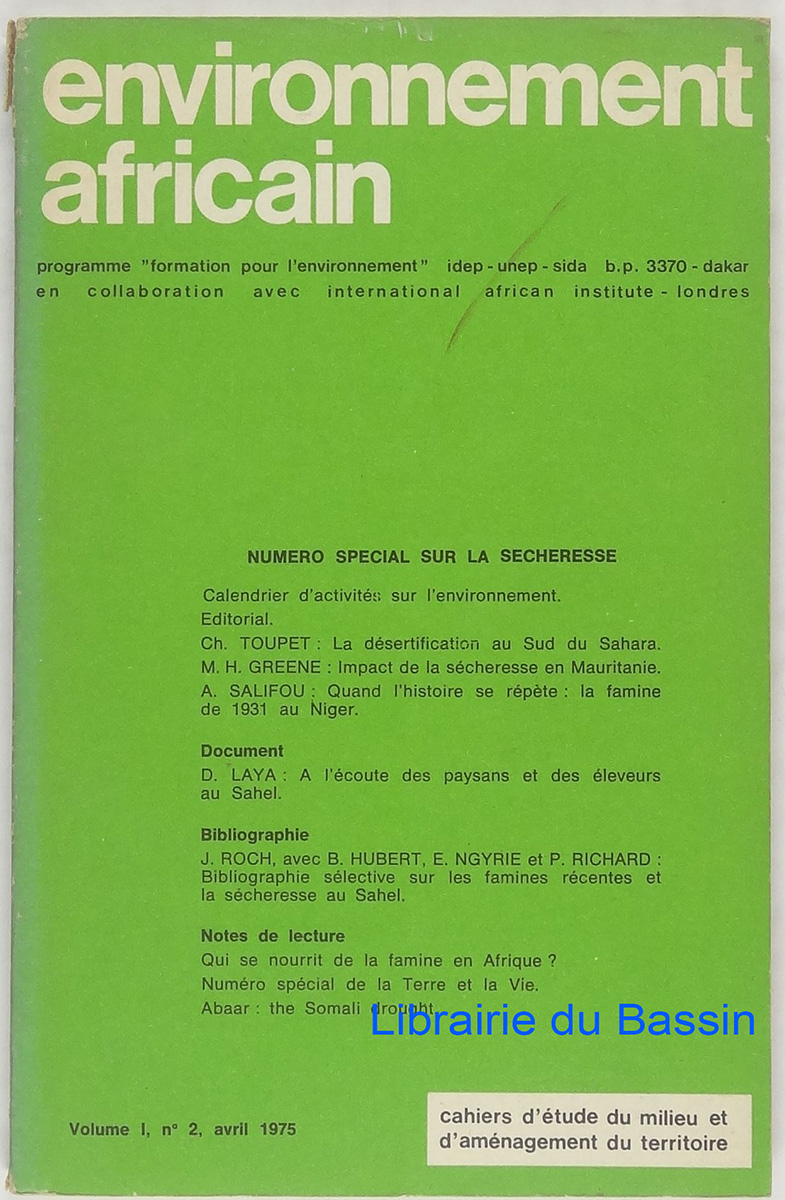 environnement
africain
programme "formation pour l'environnement" idep - unep - sida b.p. 3370 - dakar
en collaboration avec international african institute - londres
NUMERO SPECIAL SUR LA SECHERESSE
Calendrier d'activités sur l'environnement.
Editorial.
Ch. TOUPET : La désertification au Sud du Sahara.
M. H. GREENE : Impact de la sécheresse en Mauritanie.
A. SALIFOU : Quand l'histoire se répète : la famine
de 1931 au Niger.
Document
D. LAYA : A l'écoute des paysans et des éleveurs
au Sahel.
Bibliographie
J. ROCH, avec B. HUBERT, E. NGYRIE et P. RICHARD :
Bibliographie sélective sur les famines récentes et
la sécheresse au Sahel.
Notes de lecture
Qui se nourrit de la famine en Afrique ?
Numéro spécial de la Terre et la Vie.
Abaar : the Somali drought.
Librairie du Bassin
Volume I, n° 2, avril 1975
cahiers d'étude du milieu et
d'aménagement du territoire